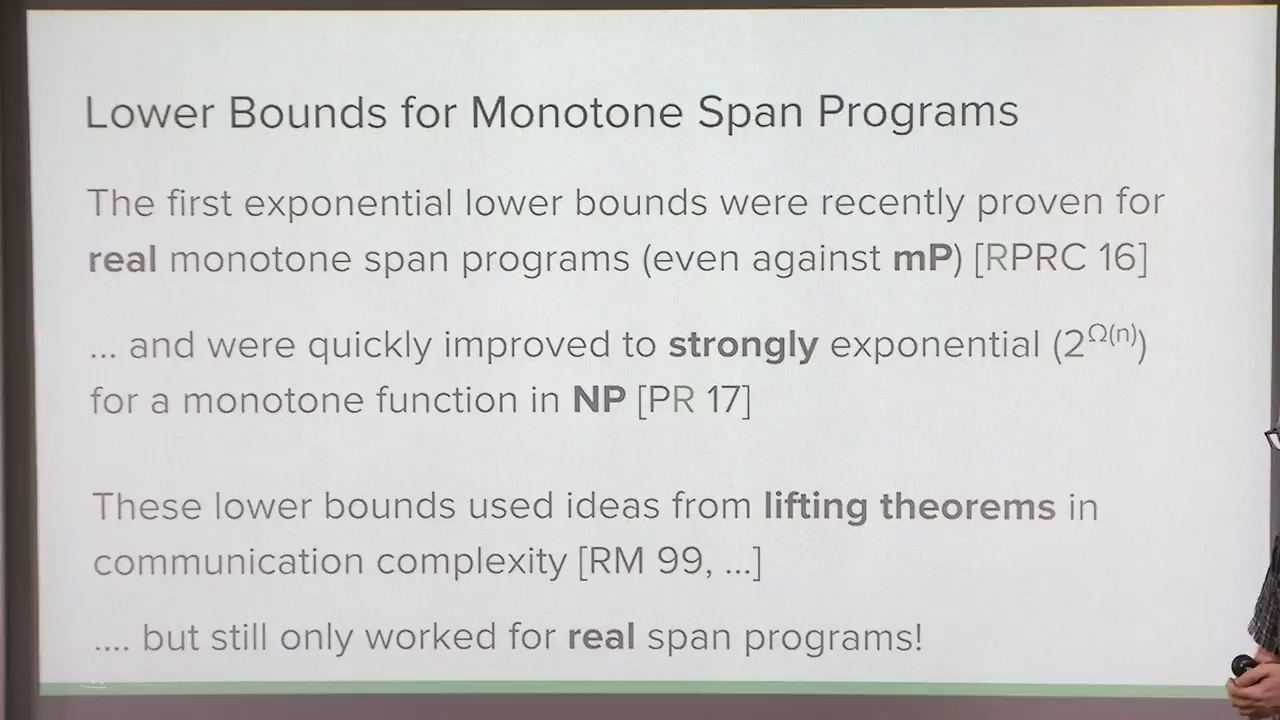 Lower Bounds for Monotone Span Programs
The first exponential lower bounds were recently proven for
real monotone span programs (even against mP) [RPRC 16]
... and were quickly improved to strongly exponential (2^Ω(n))
for a monotone function in NP [PR 17]
These lower bounds used ideas from lifting theorems in
communication complexity [RM 99, ...]
.... but still only worked for real span programs!